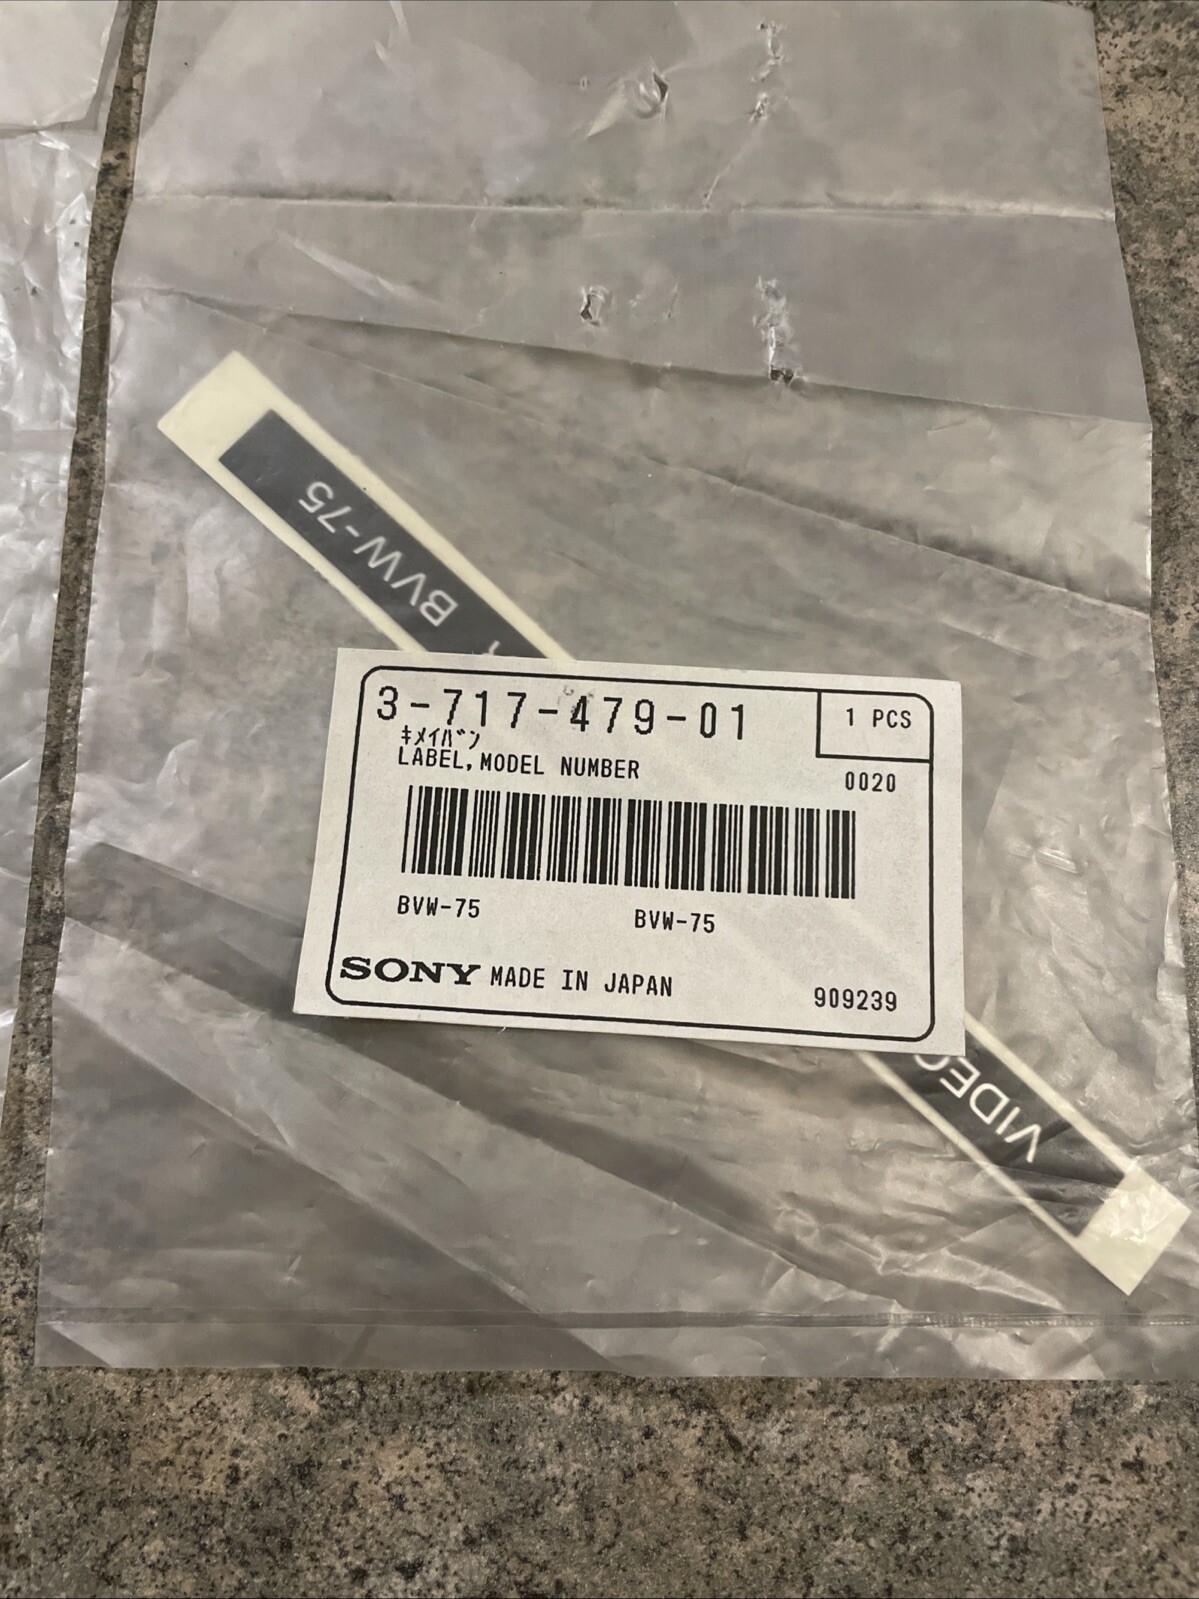 BVW-75
3-717-479-01
1 PCS
キメイバン
LABEL, MODEL NUMBER
0020
BVW-75 BVW-75
SONY MADE IN JAPAN
909239
VIDEO